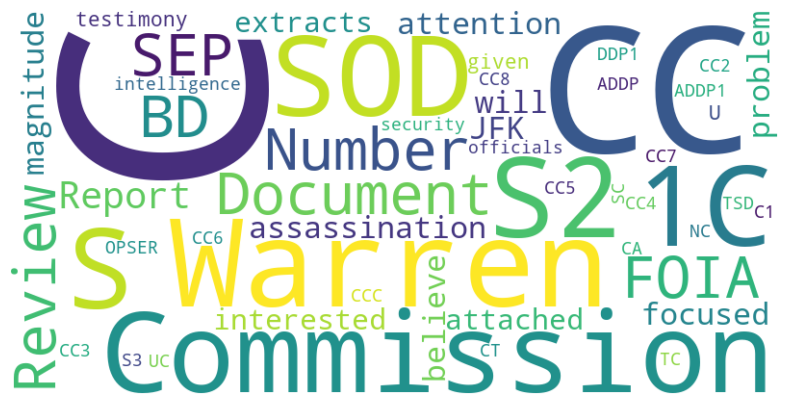 testimony
extracts
attention
magnitude
SEP
C
SOD
given
DDP1
CC
CC2
problem
intelligence
CC8
ADDP
ADDP1
BD
will
U
security
JFK
Number
officials
CC7
Report
Document
S2
CC5
SC
CC4
1C
TSD
C1
Review
assassination
NC
S
OPSER
CC6
Warren
CA
FOIA
believe
CCC
interested
attached
focused
CC3
S3
UC
Commission
CT
TC